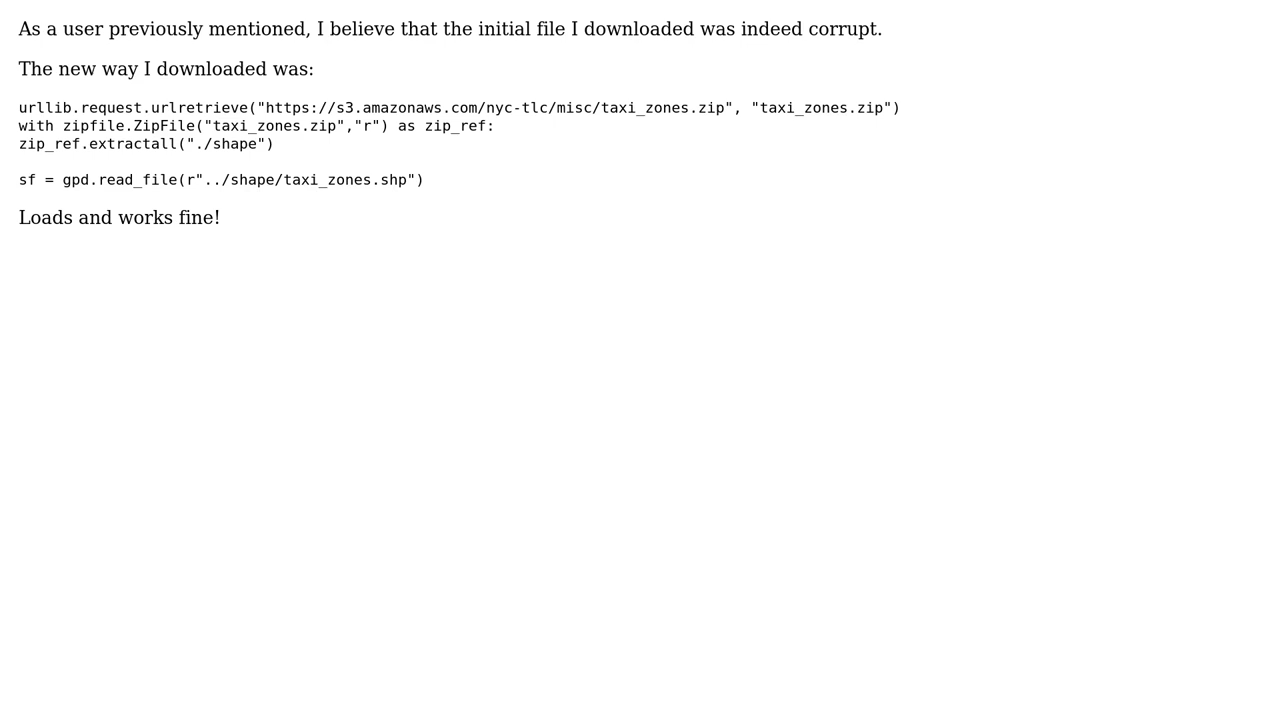 As a user previously mentioned, I believe that the initial file I downloaded was indeed corrupt.
The new way I downloaded was:
urllib.request.urlretrieve("https://s3.amazonaws.com/nyc-tlc/misc/taxi_zones.zip", "taxi_zones.zip")
with zipfile.ZipFile("taxi_zones.zip","r") as zip_ref:
zip_ref.extractall("./shape")
sf = gpd.read_file(r"../shape/taxi_zones.shp")
Loads and works fine!